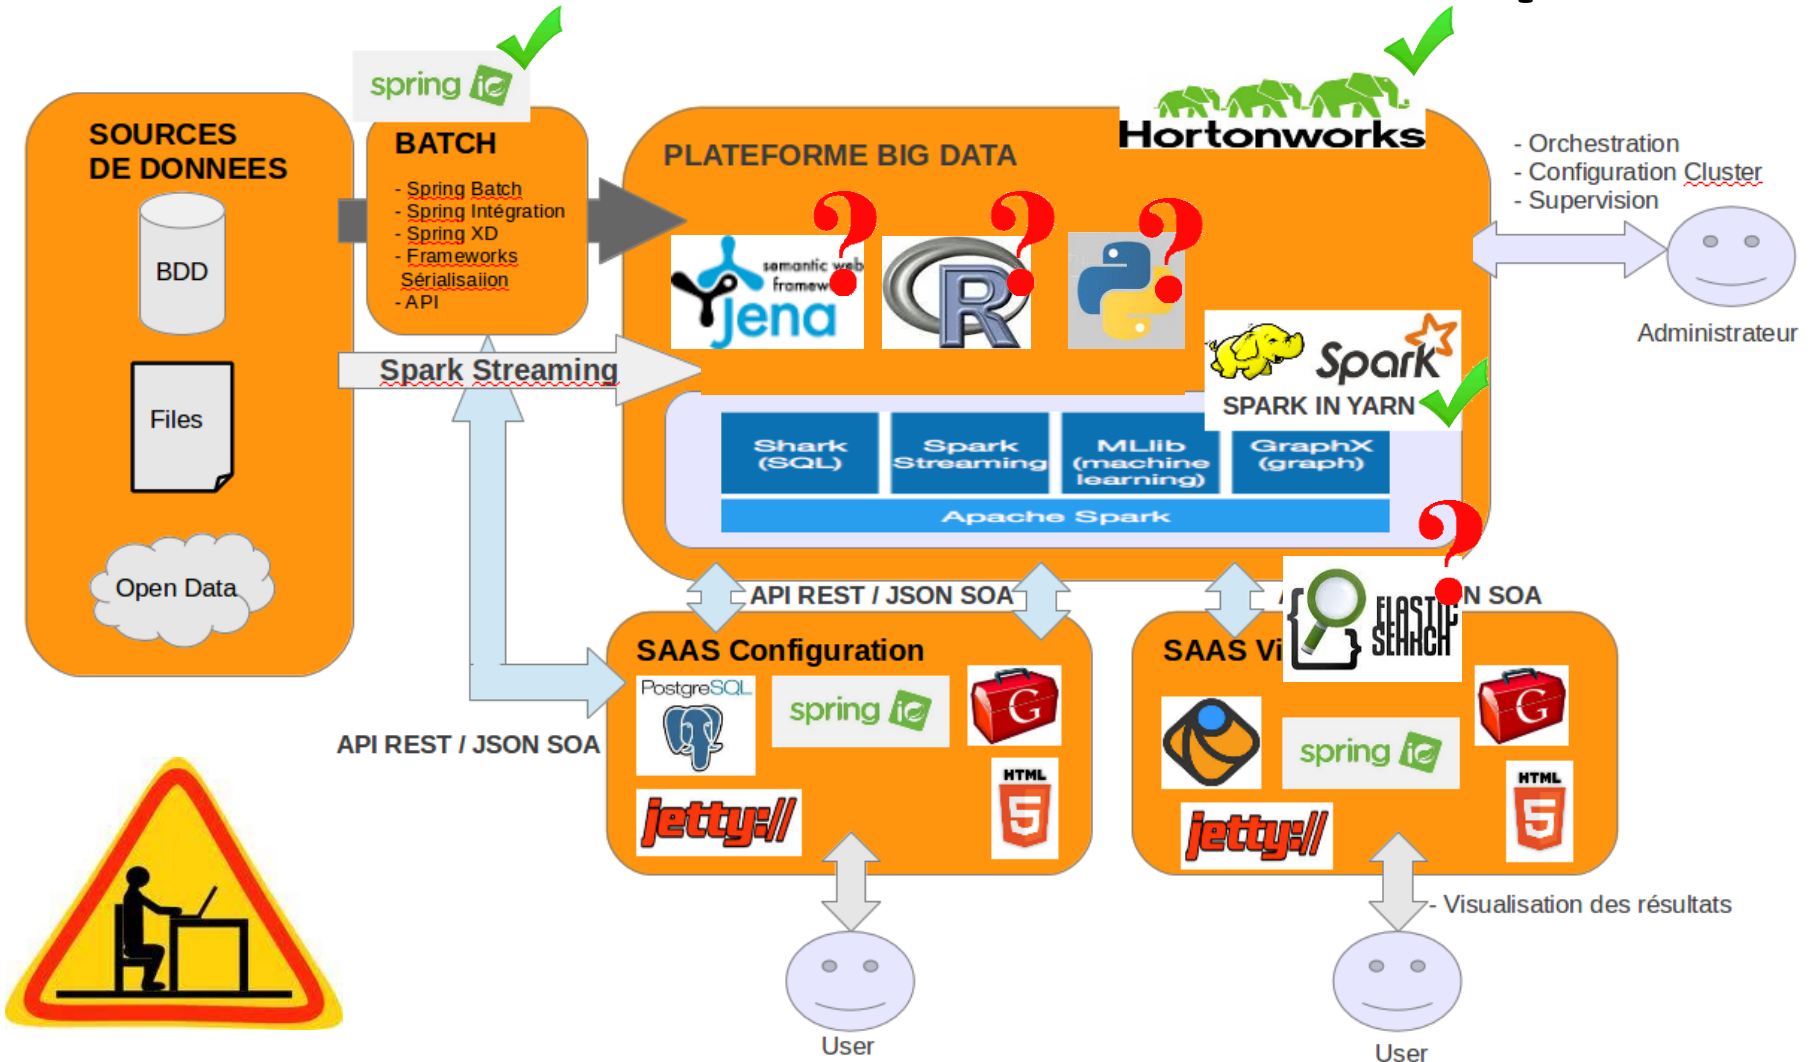 spring
SOURCES
DE DONNEES
BDD
Files
Open Data
BATCH
- Spring Batch
- Spring Intégration
- Spring XD
- Frameworks
Sérialisaiion
- API
Spark Streaming
PLATEFORME BIG DATA
Hortonworks
? ? ?
semantic web
framew
Jena
R
Spark
SPARK IN YARN
Shark
(SQL)
Spark
Streaming
MLlib
(machine
learning)
GraphX
(graph)
Apache Spark
- Orchestration
- Configuration Cluster
- Supervision
Administrateur
API REST / JSON SOA
N SOA
?
ELASTIC
SEARCH
SAAS Configuration
PostgreSQL
spring
G
jetty://
HTML
5
API REST / JSON SOA
SAAS Vi
spring
G
jetty://
HTML
5
- Visualisation des résultats
User
User